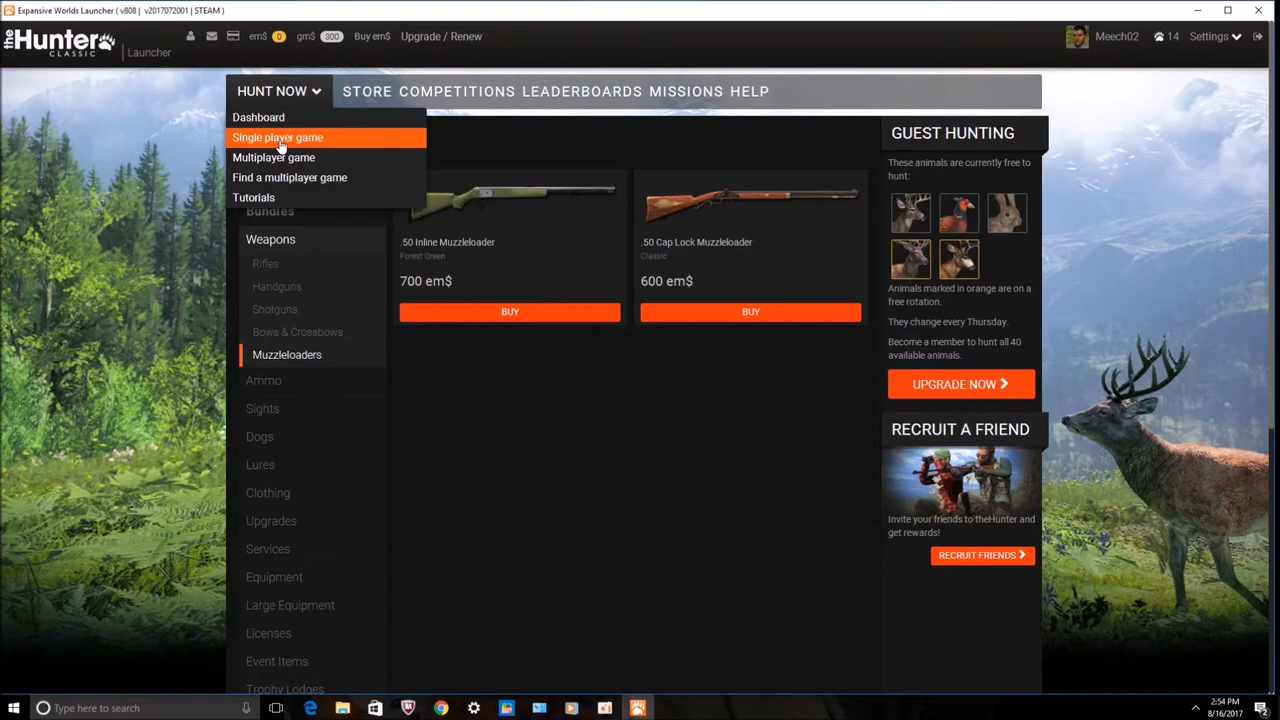 Expansive Worlds Launcher ( v808 | v2017072001 | STEAM )
theHunter
CLASSIC
Launcher
em$ 0 gm$ 300 Buy em$ Upgrade / Renew
Meech02 14 Settings
HUNT NOW STORE COMPETITIONS LEADERBOARDS MISSIONS HELP
Dashboard
Single player game
Multiplayer game
Find a multiplayer game
Tutorials
Bundles
Weapons
Rifles
Handguns
Shotguns
Bows & Crossbows
Muzzleloaders
Ammo
Sights
Dogs
Lures
Clothing
Upgrades
Services
Equipment
Large Equipment
Licenses
Event Items
Trophy Lodges
.50 Inline Muzzleloader
Forest Green
700 em$
BUY
.50 Cap Lock Muzzleloader
Classic
600 em$
BUY
GUEST HUNTING
These animals are currently free to
hunt:
Animals marked in orange are on a
free rotation.
They change every Thursday.
Become a member to hunt all 40
available animals.
UPGRADE NOW
RECRUIT A FRIEND
Invite your friends to theHunter and
get rewards!
RECRUIT FRIENDS
Type here to search
2:54 PM
8/16/2017
2